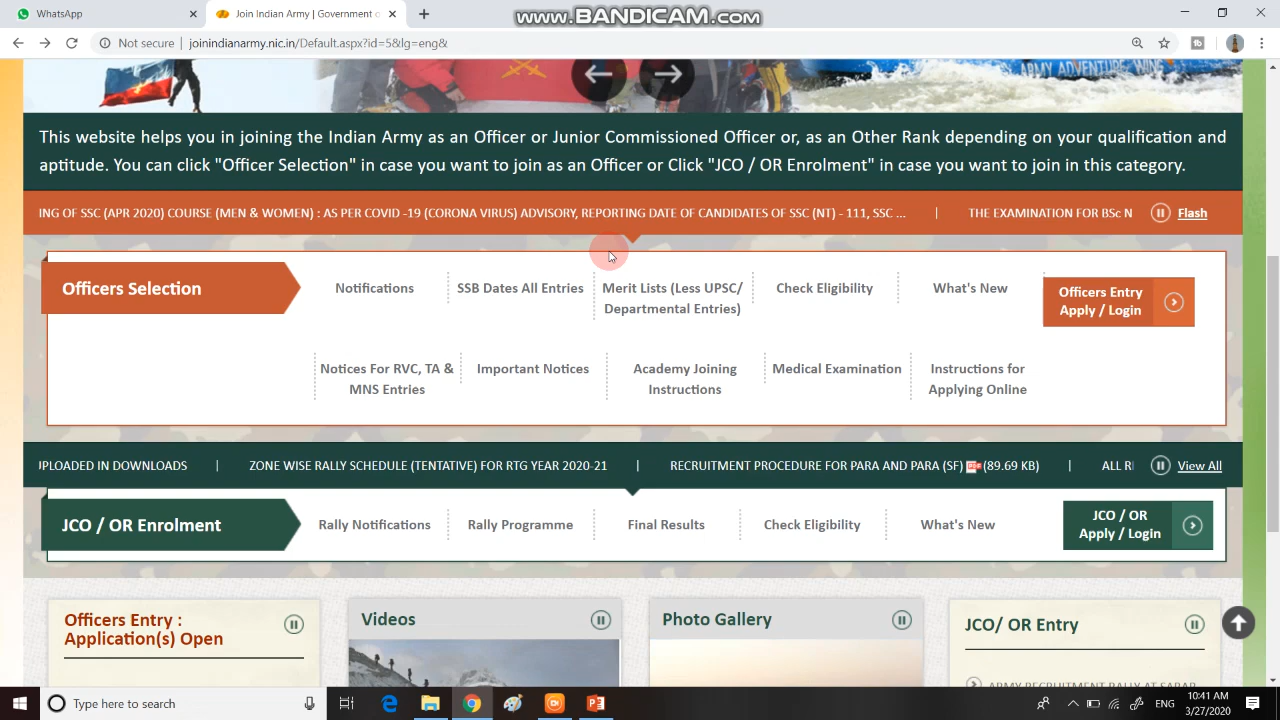 WhatsApp
Join Indian Army | Government o
www.BANDICAM.com
Not secure
joinindianarmy.nic.in/Default.aspx?id=5&lg=eng&
ARMY ADVENTURE WING
This website helps you in joining the Indian Army as an Officer or Junior Commissioned Officer or, as an Other Rank depending on your qualification and
aptitude. You can click "Officer Selection" in case you want to join as an Officer or Click "JCO / OR Enrolment" in case you want to join in this category.
ING OF SSC (APR 2020) COURSE (MEN & WOMEN) : AS PER COVID -19 (CORONA VIRUS) ADVISORY, REPORTING DATE OF CANDIDATES OF SSC (NT) - 111, SSC ... | THE EXAMINATION FOR BSc N
Flash
Officers Selection
Notifications
SSB Dates All Entries
Merit Lists (Less UPSC/
Departmental Entries)
Check Eligibility
What's New
Officers Entry
Apply / Login
Notices For RVC, TA &
MNS Entries
Important Notices
Academy Joining
Instructions
Medical Examination
Instructions for
Applying Online
UPLOADED IN DOWNLOADS | ZONE WISE RALLY SCHEDULE (TENTATIVE) FOR RTG YEAR 2020-21 | RECRUITMENT PROCEDURE FOR PARA AND PARA (SF) (89.69 KB) | ALL RI
View All
JCO / OR Enrolment
Rally Notifications
Rally Programme
Final Results
Check Eligibility
What's New
JCO / OR
Apply / Login
Officers Entry :
Application(s) Open
Videos
Photo Gallery
JCO/ OR Entry
ARMY RECRUITMENT RALLY AT SARAB
Type here to search
ENG
10:41 AM
3/27/2020